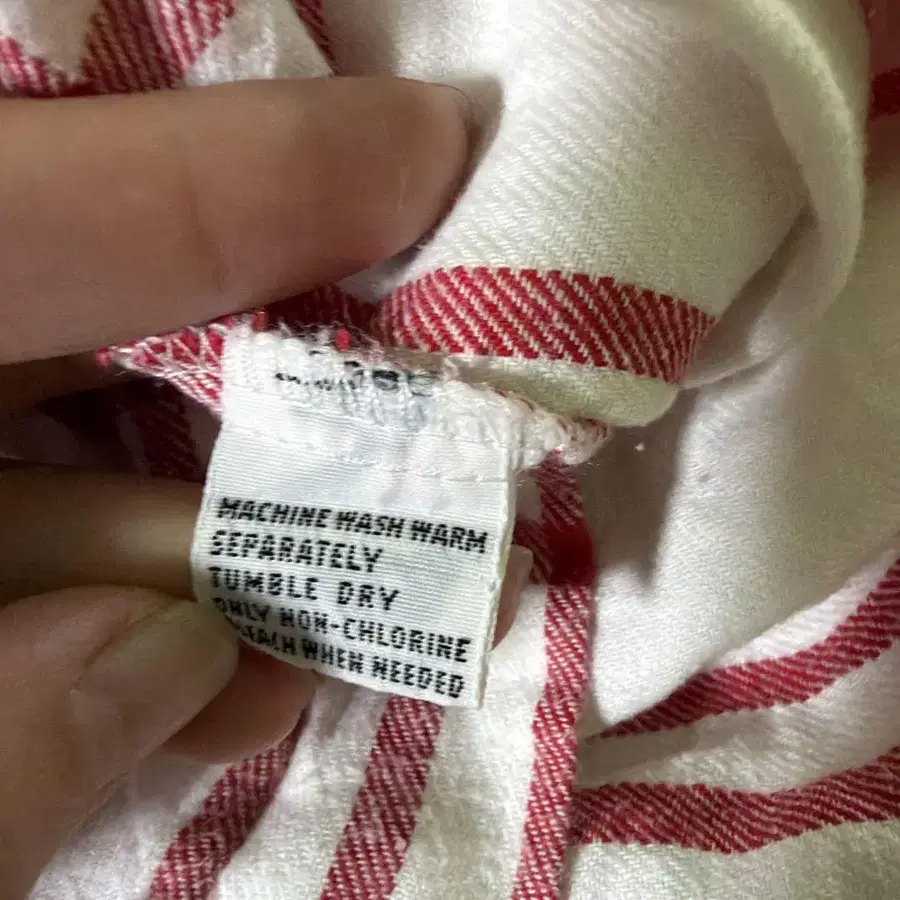 MACHINE WASH WARM
SEPARATELY
TUMBLE DRY
ONLY NON-CHLORINE
BLEACH WHEN NEEDED